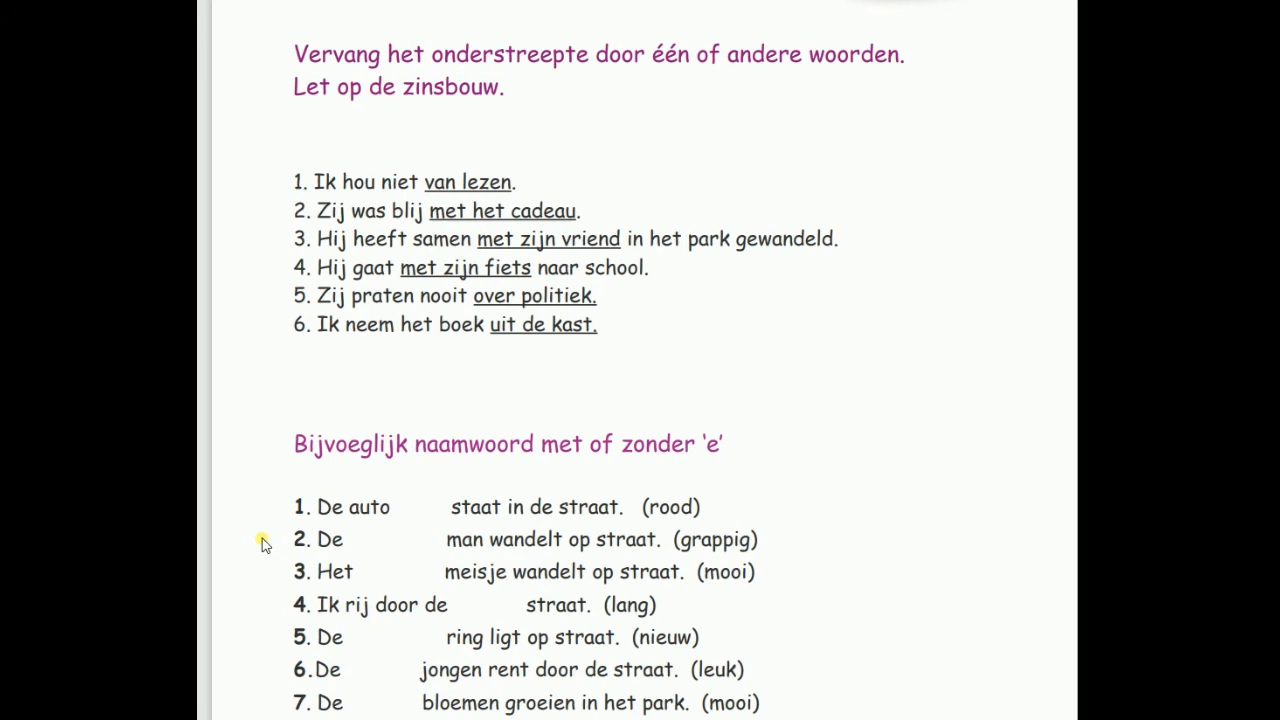 Vervang het onderstreepte door één of andere woorden.
Let op de zinsbouw.
1. Ik hou niet van lezen.
2. Zij was blij met het cadeau.
3. Hij heeft samen met zijn vriend in het park gewandeld.
4. Hij gaat met zijn fiets naar school.
5. Zij praten nooit over politiek.
6. Ik neem het boek uit de kast.
Bijvoeglijk naamwoord met of zonder ‘e’
1. De auto staat in de straat. (rood)
2. De man wandelt op straat. (grappig)
3. Het meisje wandelt op straat. (mooi)
4. Ik rij door de straat. (lang)
5. De ring ligt op straat. (nieuw)
6.De jongen rent door de straat. (leuk)
7. De bloemen groeien in het park. (mooi)